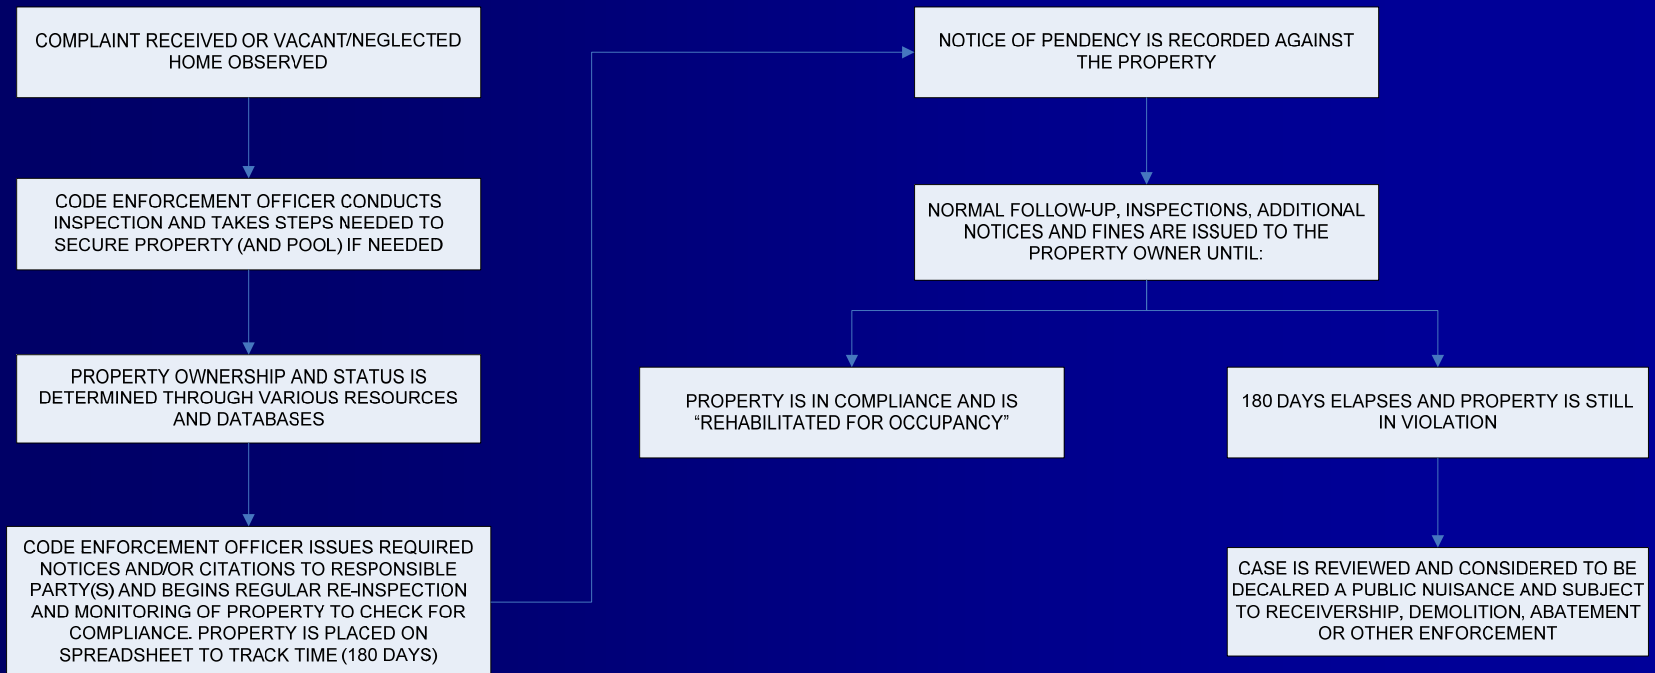 COMPLAINT RECEIVED OR VACANT/NEGLECTED
HOME OBSERVED
CODE ENFORCEMENT OFFICER CONDUCTS
INSPECTION AND TAKES STEPS NEEDED TO
SECURE PROPERTY (AND POOL) IF NEEDED
PROPERTY OWNERSHIP AND STATUS IS
DETERMINED THROUGH VARIOUS RESOURCES
AND DATABASES
CODE ENFORCEMENT OFFICER ISSUES REQUIRED
NOTICES AND/OR CITATIONS TO RESPONSIBLE
PARTY(S) AND BEGINS REGULAR RE-INSPECTION
AND MONITORING OF PROPERTY TO CHECK FOR
COMPLIANCE. PROPERTY IS PLACED ON
SPREADSHEET TO TRACK TIME (180 DAYS)
NOTICE OF PENDENCY IS RECORDED AGAINST
THE PROPERTY
NORMAL FOLLOW-UP, INSPECTIONS, ADDITIONAL
NOTICES AND FINES ARE ISSUED TO THE
PROPERTY OWNER UNTIL:
PROPERTY IS IN COMPLIANCE AND IS
“REHABILITATED FOR OCCUPANCY”
180 DAYS ELAPSES AND PROPERTY IS STILL
IN VIOLATION
CASE IS REVIEWED AND CONSIDERED TO BE
DECALRED A PUBLIC NUISANCE AND SUBJECT
TO RECEIVERSHIP, DEMOLITION, ABATEMENT
OR OTHER ENFORCEMENT